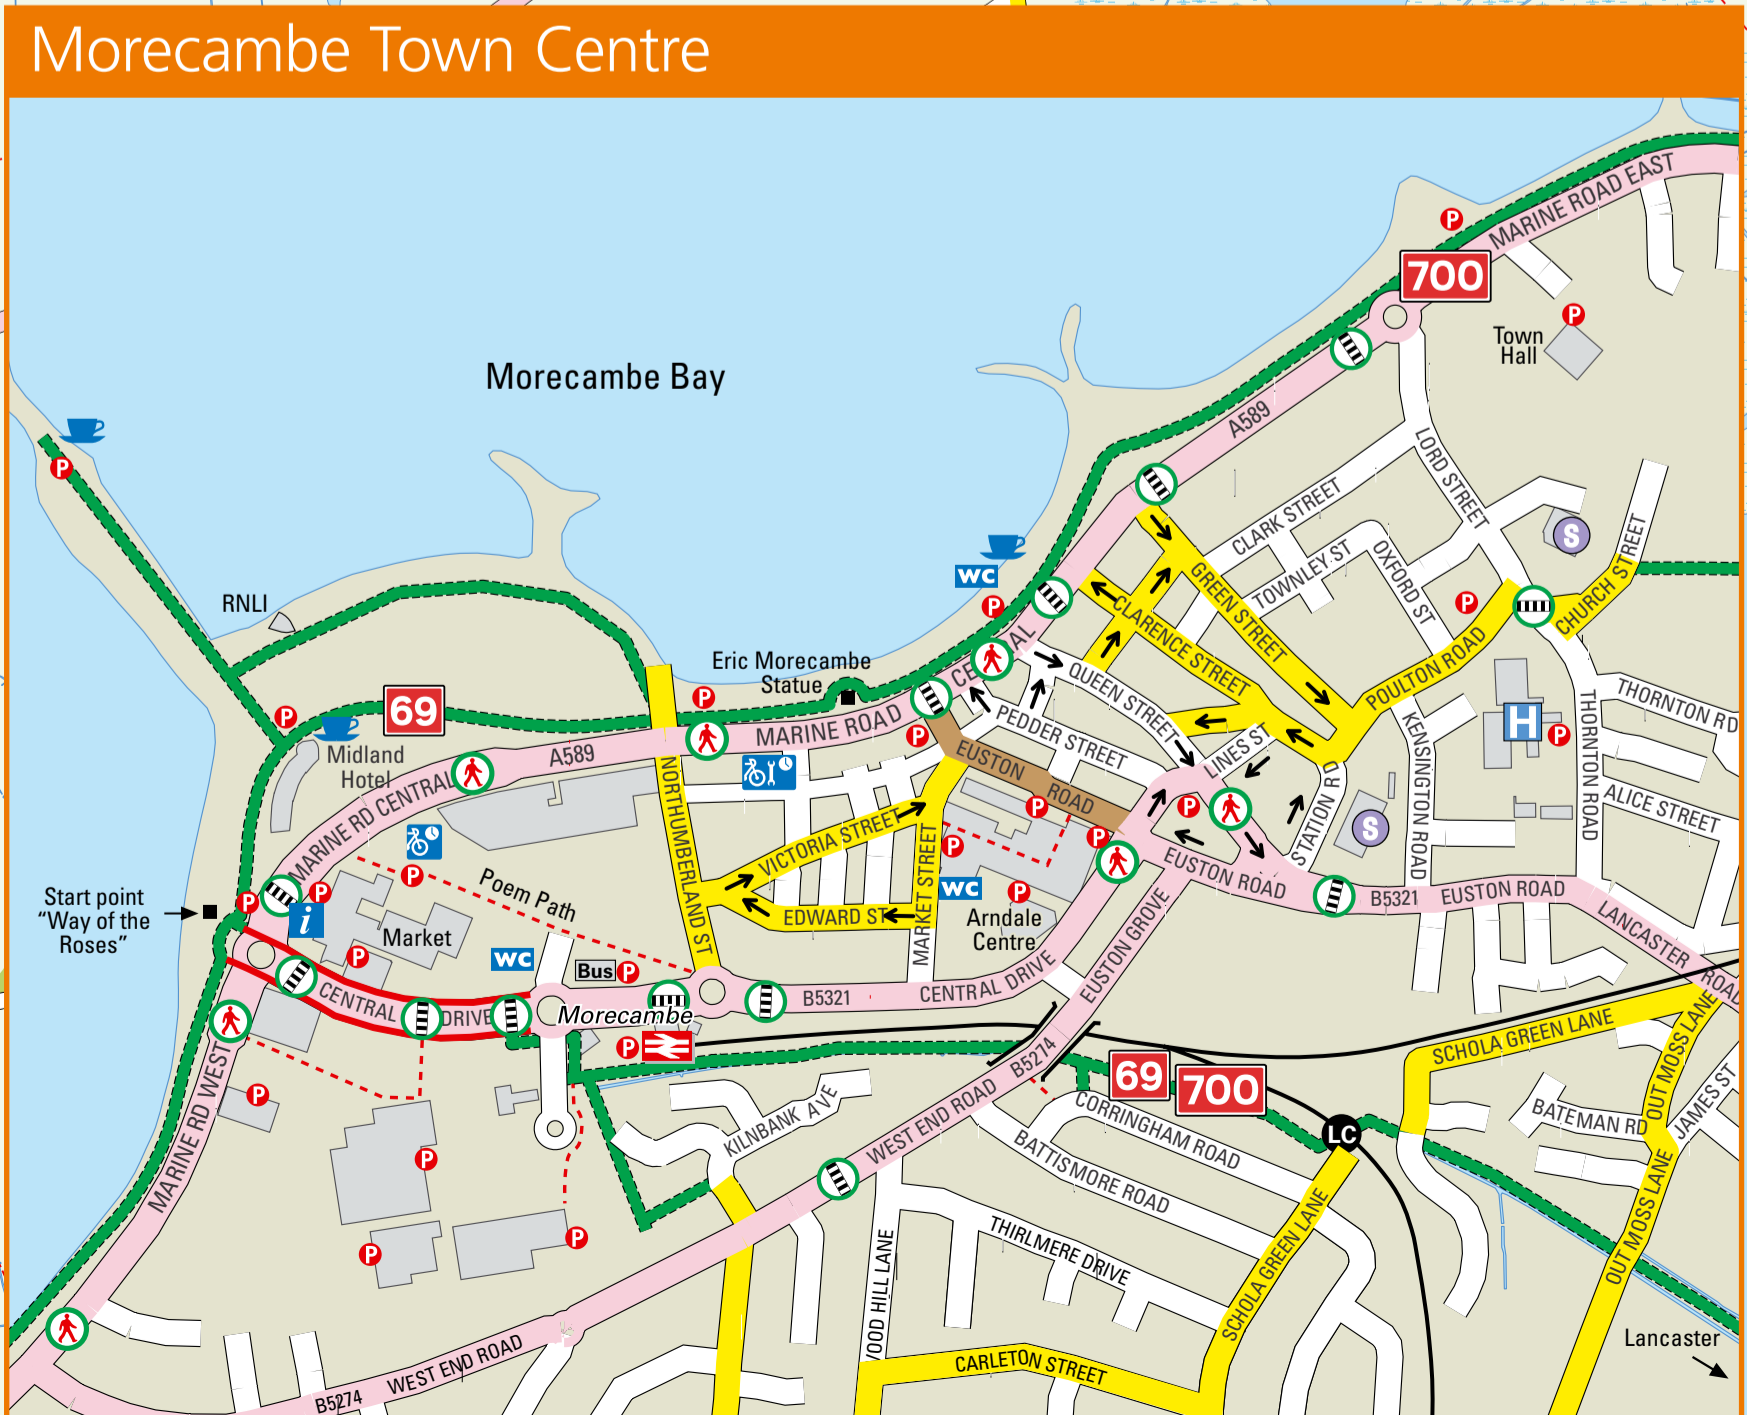 Morecambe Town Centre
MARINE ROAD EAST
P
700
P
Town
Hall
Morecambe Bay
A589
LORD STREET
P
CLARK STREET
S
TOWNLEY ST
OXFORD ST
CHURCH STREET
WC
P
P
RNLI
GREEN STREET
CLARENCE STREET
POULTON ROAD
Eric Morecambe
Statue
CENTRAL
QUEEN STREET
THORNTON RD
P
P
69
MARINE ROAD
PEDDER STREET
P
KENSINGTON ROAD
H
P
THORNTON ROAD
Midland
Hotel
A589
EUSTON
ROAD
LINES ST
STATION RD
MARINE RD CENTRAL
NORTHUMBERLAND ST
VICTORIA STREET
P
P
P
P
S
ALICE STREET
MARKET STREET
EUSTON ROAD
Start point
“Way of the
Roses”
P
P
P
Poem Path
WC
P
EDWARD ST
Arndale
Centre
B5321
EUSTON ROAD
LANCASTER ROAD
i
Market
P
WC
Bus
P
EUSTON GROVE
CENTRAL
DRIVE
Morecambe
B5321
CENTRAL DRIVE
P
B5274
SCHOLA GREEN LANE
OUT MOSS LANE
69
700
MARINE RD WEST
P
KILNBANK AVE
WEST END ROAD
CORRINGHAM ROAD
BATTISMORE ROAD
LC
BATEMAN RD
JAMES ST
P
THIRLMERE DRIVE
SCHOLA GREEN LANE
OUT MOSS LANE
P
P
WOOD HILL LANE
Lancaster
CARLETON STREET
WEST END ROAD
B5274